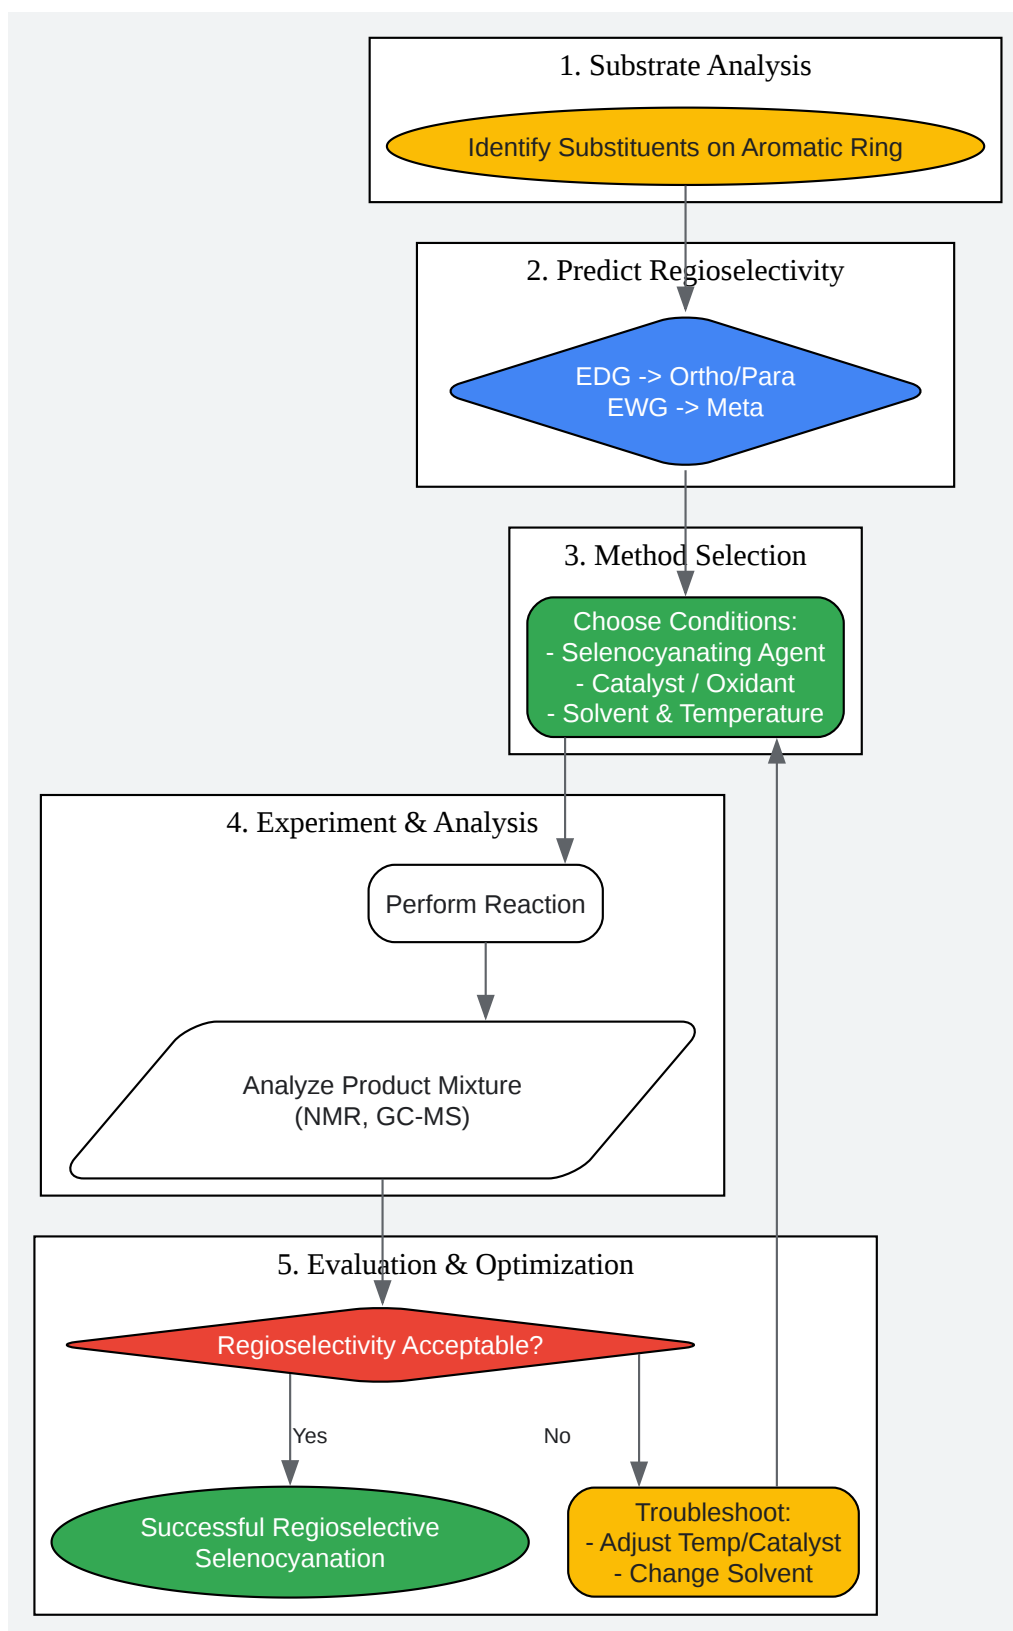 1. Substrate Analysis
Identify Substituents on Aromatic Ring
2. Predict Regioselectivity
EDG -> Ortho/Para
EWG -> Meta
3. Method Selection
Choose Conditions:
- Selenocyanating Agent
- Catalyst / Oxidant
- Solvent & Temperature
4. Experiment & Analysis
Perform Reaction
Analyze Product Mixture
(NMR, GC-MS)
5. Evaluation & Optimization
Regioselectivity Acceptable?
Yes
No
Successful Regioselective
Selenocyanation
Troubleshoot:
- Adjust Temp/Catalyst
- Change Solvent